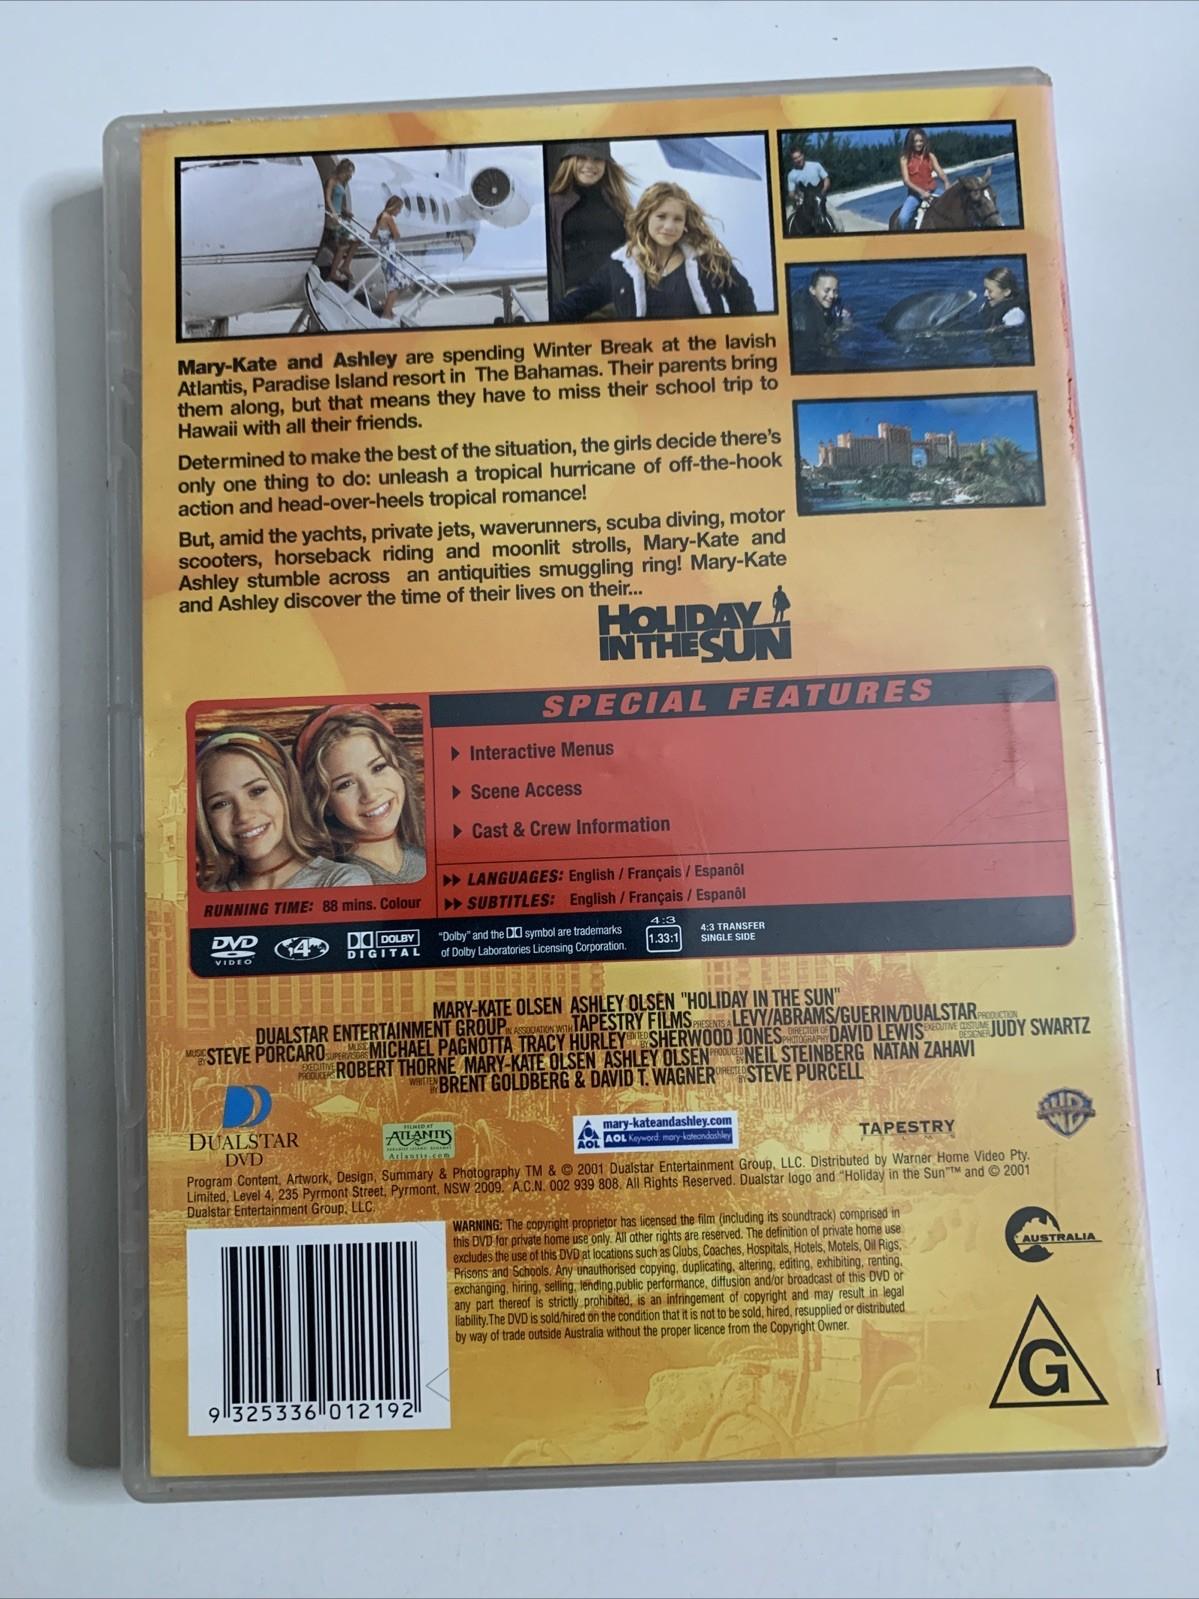 Mary-Kate and Ashley are spending Winter Break at the lavish
Atlantis, Paradise Island resort in The Bahamas. Their parents bring
them along, but that means they have to miss their school trip to
Hawaii with all their friends.
Determined to make the best of the situation, the girls decide there's
only one thing to do: unleash a tropical hurricane of off-the-hook
action and head-over-heels tropical romance!
But, amid the yachts, private jets, waverunners, scuba diving, motor
scooters, horseback riding and moonlit strolls, Mary-Kate and
Ashley stumble across an antiquities smuggling ring! Mary-Kate
and Ashley discover the time of their lives on their...
HOLIDAY
IN THE SUN
SPECIAL FEATURES
Interactive Menus
Scene Access
Cast & Crew Information
LANGUAGES: English / Français / Espanôl
SUBTITLES: English / Français / Espanôl
RUNNING TIME: 88 mins. Colour
DVD
VIDEO
4
DOLBY
DIGITAL
"Dolby" and the symbol are trademarks
of Dolby Laboratories Licensing Corporation.
4:3
1.33:1
4:3 TRANSFER
SINGLE SIDE
MARY-KATE OLSEN ASHLEY OLSEN "HOLIDAY IN THE SUN"
DUALSTAR ENTERTAINMENT GROUP IN ASSOCIATION WITH TAPESTRY FILMS PRESENTS A LEVY/ABRAMS/GUERIN/DUALSTAR PRODUCTION
MUSIC BY STEVE PORCARO MUSIC SUPERVISORS MICHAEL PAGNOTTA TRACY HURLEY EDITED BY SHERWOOD JONES DIRECTOR OF PHOTOGRAPHY DAVID LEWIS EXECUTIVE COSTUME DESIGNER JUDY SWARTZ
EXECUTIVE PRODUCERS ROBERT THORNE MARY-KATE OLSEN ASHLEY OLSEN PRODUCED BY NEIL STEINBERG NATAN ZAHAVI
WRITTEN BY BRENT GOLDBERG & DAVID T. WAGNER DIRECTED BY STEVE PURCELL
DUALSTAR
DVD
FILMED AT
ATLANTIS
PARADISE ISLAND, BAHAMAS
Atlantis.com
AOL
mary-kateandashley.com
AOL Keyword: mary-kateandashley
TAPESTRY
FILMS
WB
Program Content, Artwork, Design, Summary & Photography TM & © 2001 Dualstar Entertainment Group, LLC. Distributed by Warner Home Video Pty.
Limited, Level 4, 235 Pyrmont Street, Pyrmont, NSW 2009. A.C.N. 002 939 808. All Rights Reserved. Dualstar logo and "Holiday in the Sun"™ and © 2001
Dualstar Entertainment Group, LLC.
WARNING: The copyright proprietor has licensed the film (including its soundtrack) comprised in
this DVD for private home use only. All other rights are reserved. The definition of private home use
excludes the use of this DVD at locations such as Clubs, Coaches, Hospitals, Hotels, Motels, Oil Rigs,
Prisons and Schools. Any unauthorised copying, duplicating, altering, editing, exhibiting, renting,
exchanging, hiring, selling, lending,public performance, diffusion and/or broadcast of this DVD or
any part thereof is strictly prohibited, is an infringement of copyright and may result in legal
liability.The DVD is sold/hired on the condition that it is not to be sold, hired, resupplied or distributed
by way of trade outside Australia without the proper licence from the Copyright Owner.
AUSTRALIA
G
9 325336 012192